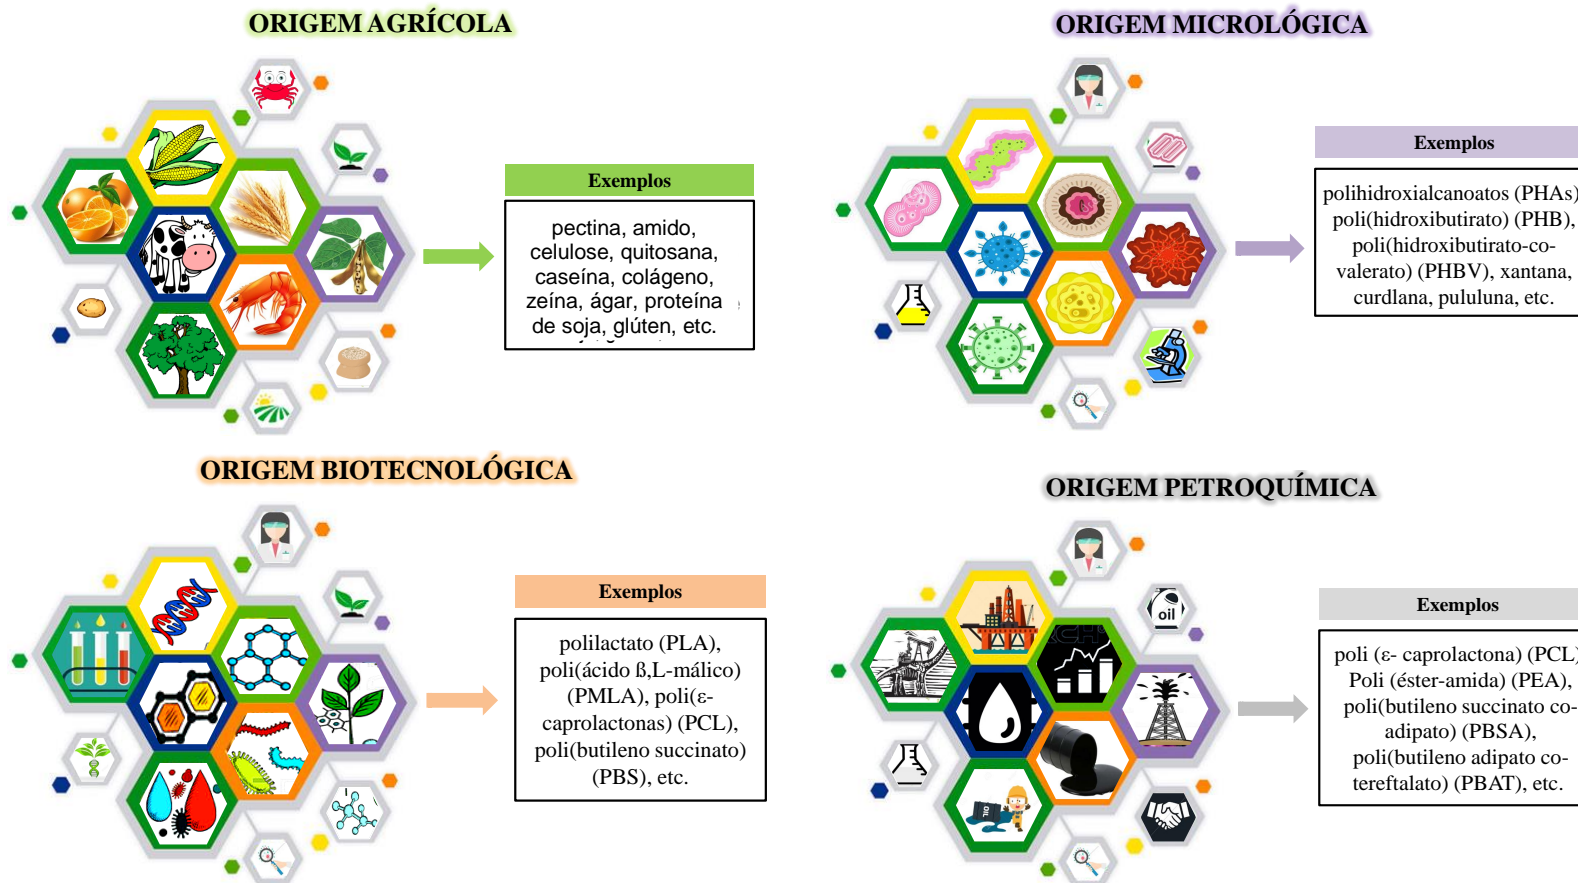 ORIGEM AGRÍCOLA
Exemplos
pectina, amido,
celulose, quitosana,
caseína, colágeno,
zeína, ágar, proteína
de soja, glúten, etc.
ORIGEM MICROLÓGICA
Exemplos
polihidroxialcanoatos (PHAs)
poli(hidroxibutirato) (PHB),
poli(hidroxibutirato-co-
valerato) (PHBV), xantana,
curdlana, pululuna, etc.
ORIGEM BIOTECNOLÓGICA
Exemplos
polilactato (PLA),
poli(ácido ß,L-málico)
(PMLA), poli(ε-
caprolactonas) (PCL),
poli(butileno succinato)
(PBS), etc.
ORIGEM PETROQUÍMICA
oil
OIL
Exemplos
poli (ε- caprolactona) (PCL)
Poli (éster-amida) (PEA),
poli(butileno succinato co-
adipato) (PBSA),
poli(butileno adipato co-
tereftalato) (PBAT), etc.